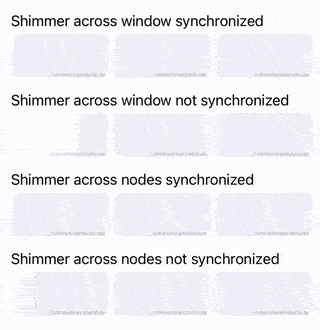 Shimmer across window synchronized
Shimmer across window not synchronized
Shimmer across nodes synchronized
Shimmer across nodes not synchronized